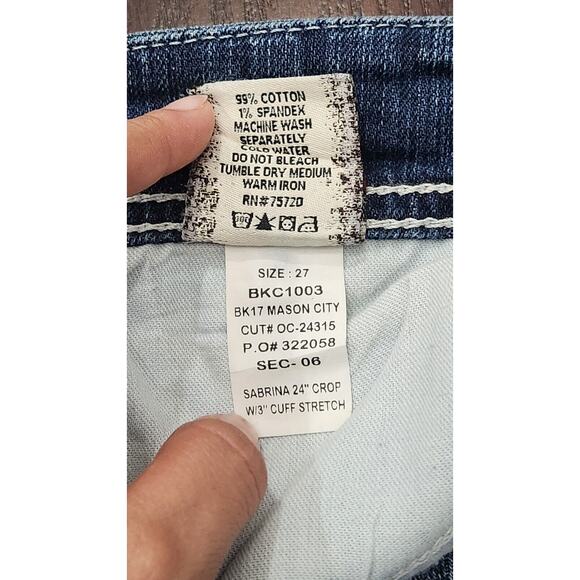 99% COTTON
1% SPANDEX
MACHINE WASH
SEPARATELY
COLD WATER
DO NOT BLEACH
TUMBLE DRY MEDIUM
WARM IRON
RN#75720
SIZE : 27
BKC1003
BK17 MASON CITY
CUT# OC-24315
P.O# 322058
SEC- 06
SABRINA 24" CROP
W/3" CUFF STRETCH